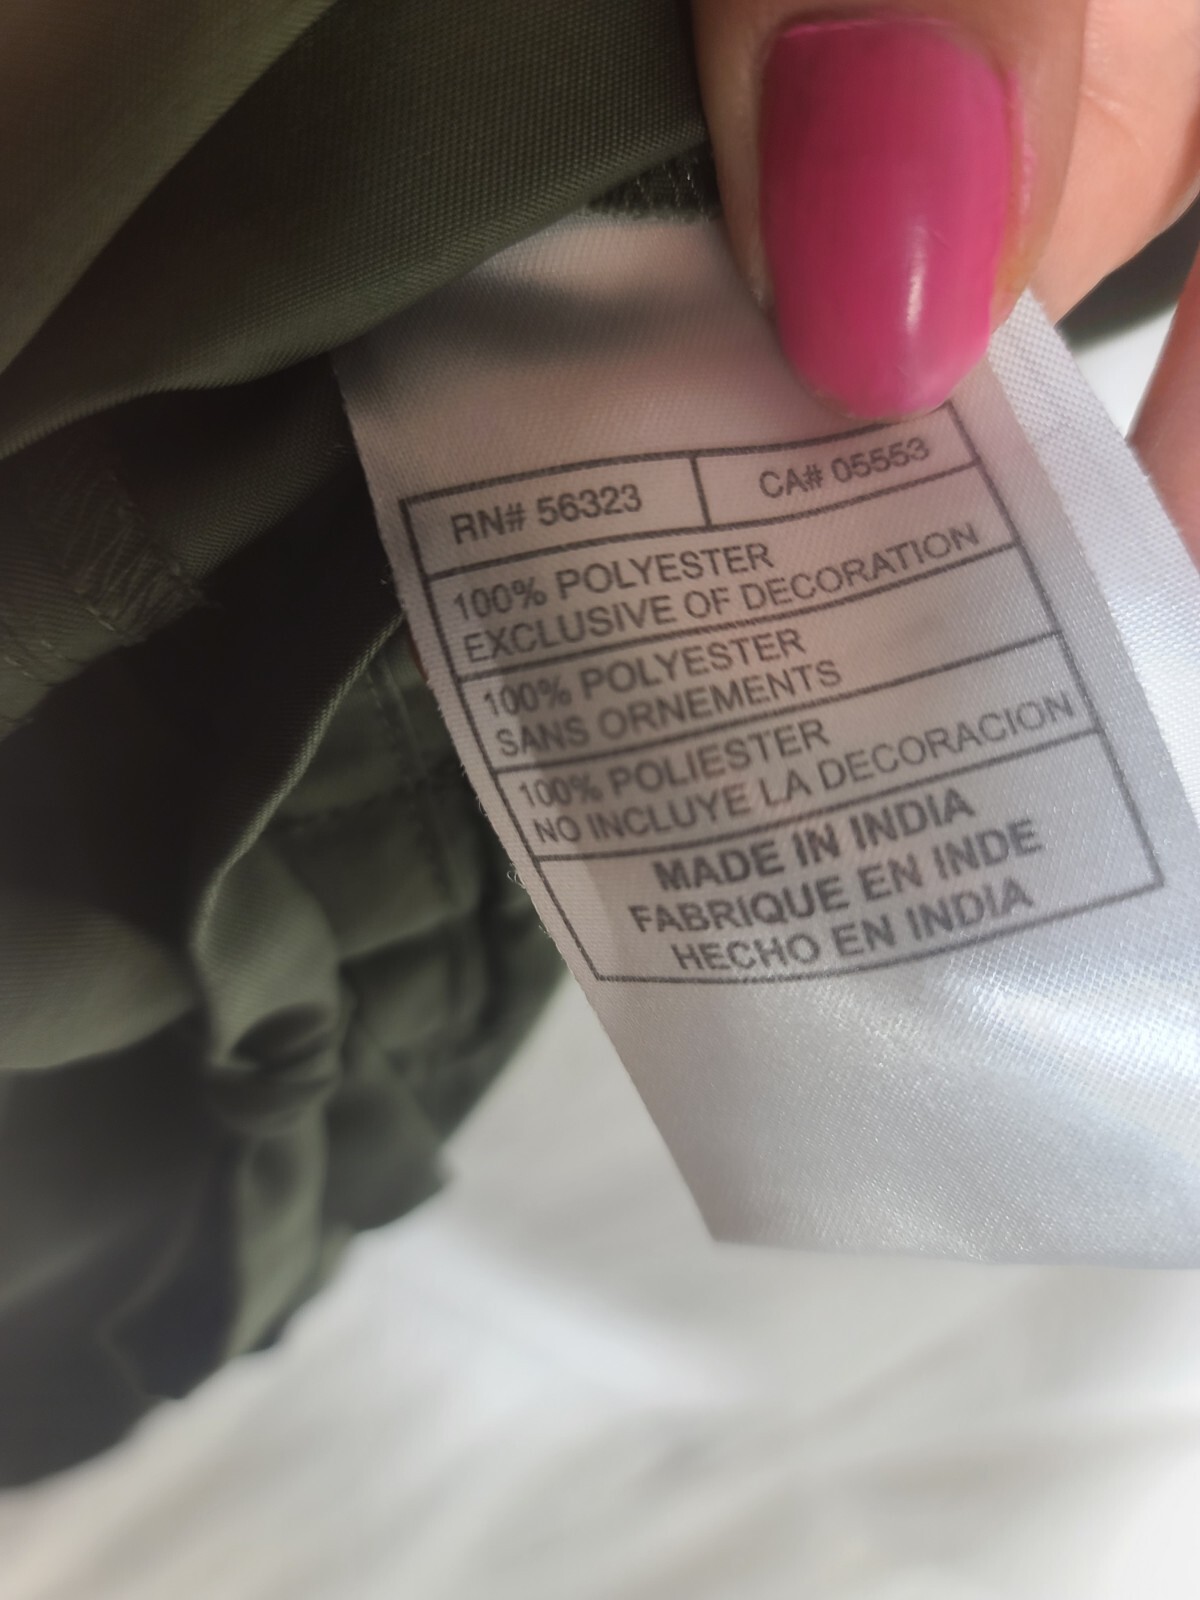 RN# 56323 CA# 05553
100% POLYESTER
EXCLUSIVE OF DECORATION
100% POLYESTER
SANS ORNEMENTS
100% POLIESTER
NO INCLUYE LA DECORACION
MADE IN INDIA
FABRIQUE EN INDE
HECHO EN INDIA